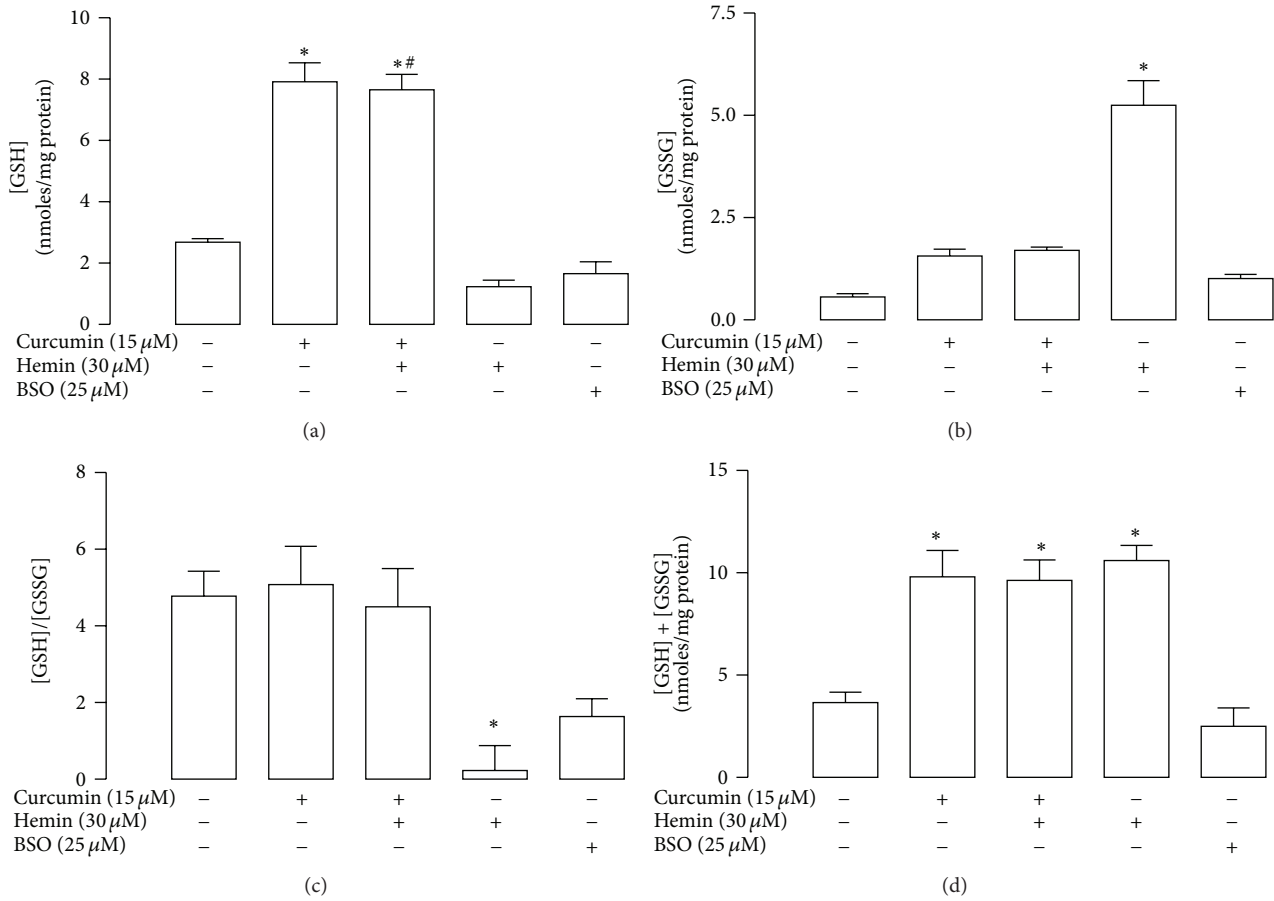 10
8
6
4
2
0
[GSH]
(nmoles/mg protein)
*
*#
Curcumin (15 μM) − + + − −
Hemin (30 μM) − − + + −
BSO (25 μM) − − − − +
(a)
7.5
5.0
2.5
0.0
[GSSG]
(nmoles/mg protein)
*
Curcumin (15 μM) − + + − −
Hemin (30 μM) − − + + −
BSO (25 μM) − − − − +
(b)
8
6
4
2
0
[GSH]/[GSSG]
*
Curcumin (15 μM) − + + − −
Hemin (30 μM) − − + + −
BSO (25 μM) − − − − +
(c)
15
10
5
0
[GSH] + [GSSG]
(nmoles/mg protein)
*
*
*
Curcumin (15 μM) − + + − −
Hemin (30 μM) − − + + −
BSO (25 μM) − − − − +
(d)